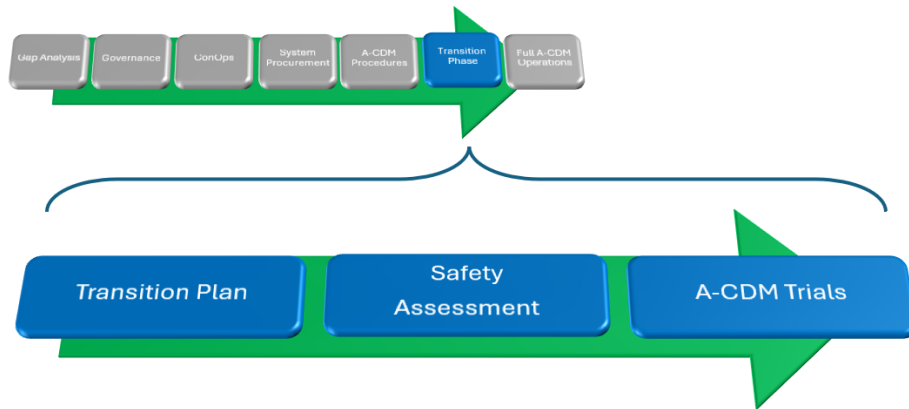 Gap Analysis
Governance
ConOps
System
Procurement
A-CDM
Procedures
Transition
Phase
Full A-CDM
Operations
Transition Plan
Safety
Assessment
A-CDM Trials